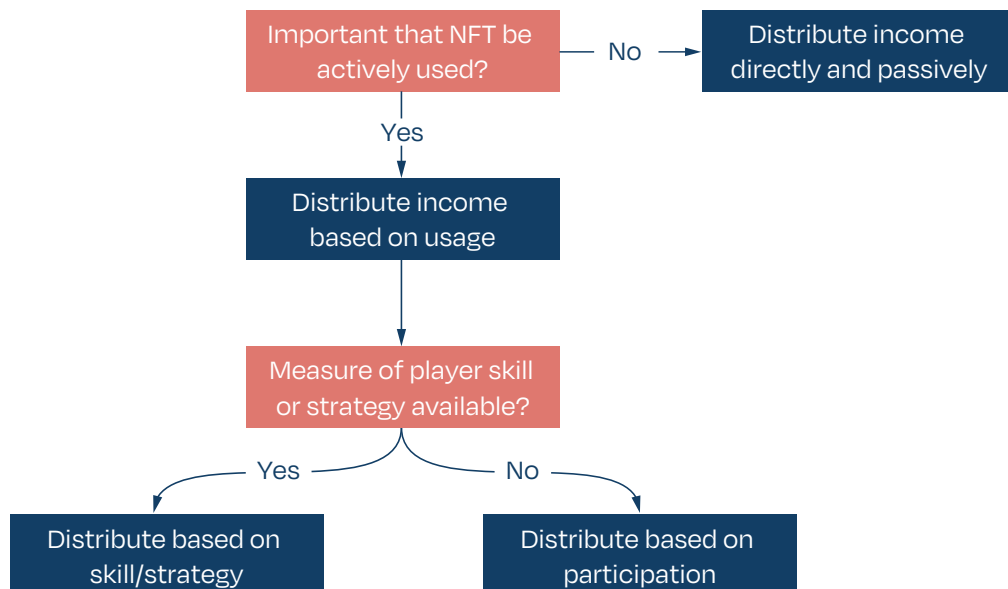 Important that NFT be
actively used?
No
Distribute income
directly and passively
Yes
Distribute income
based on usage
Measure of player skill
or strategy available?
Yes
No
Distribute based on
skill/strategy
Distribute based on
participation